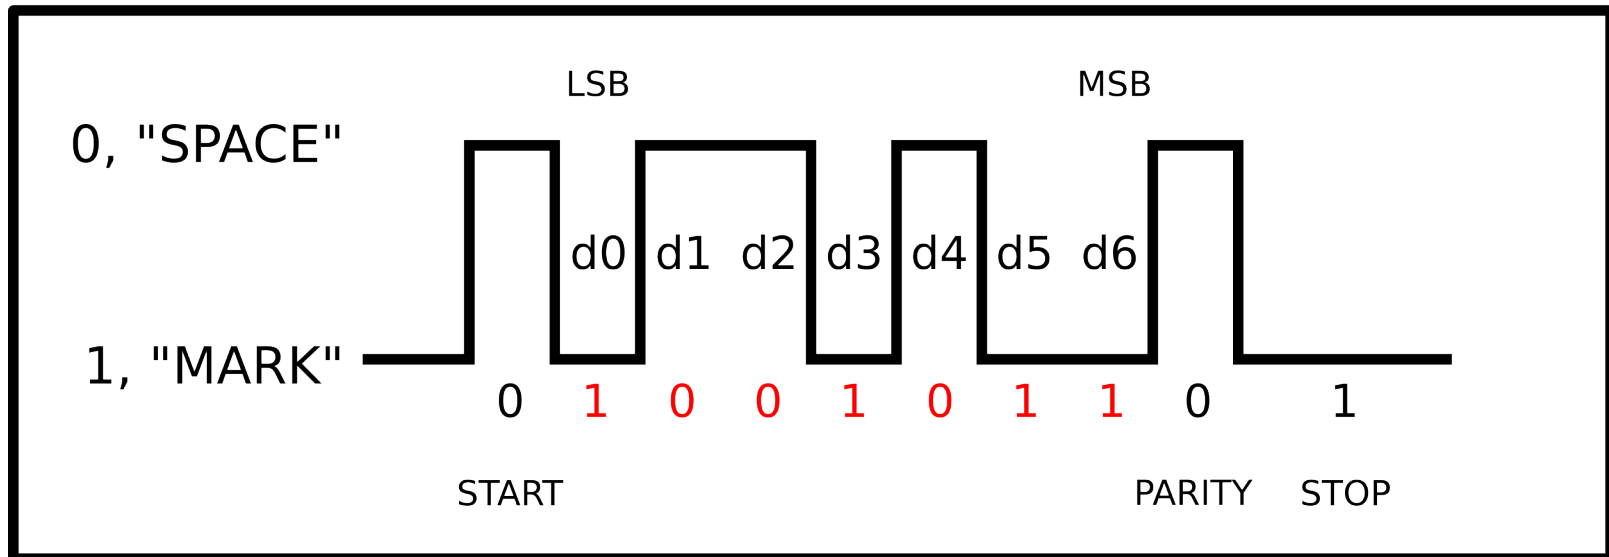 LSB MSB
0, "SPACE"
d0 d1 d2 d3 d4 d5 d6
1, "MARK"
0 1 0 0 1 0 1 1 0 1
START PARITY STOP